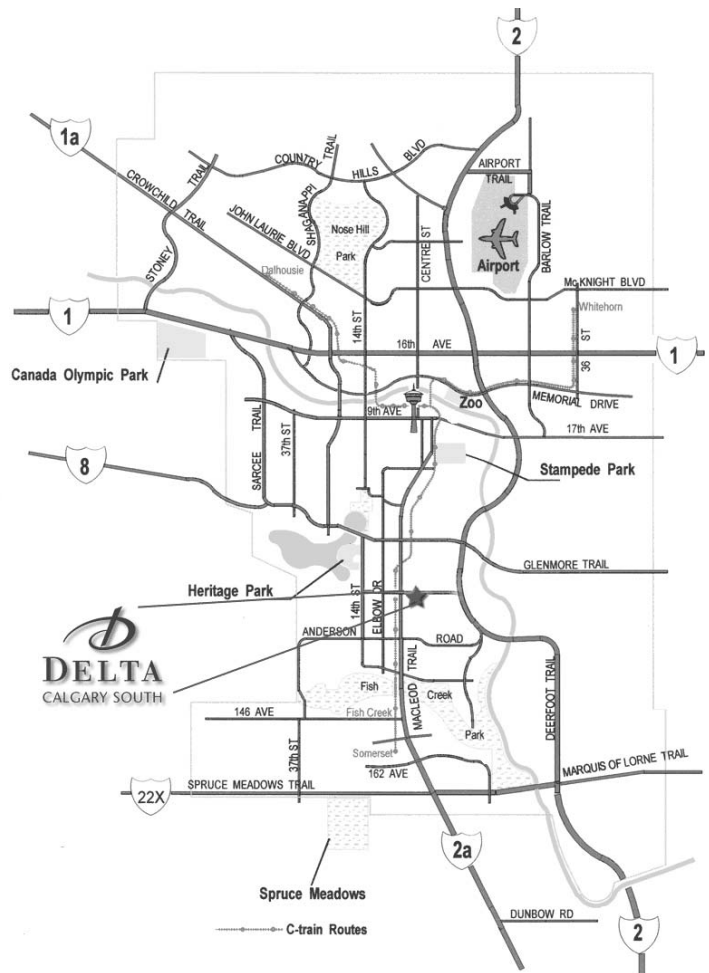 2
1a
COUNTRY HILLS BLVD
SHAGANAPPI TRAIL
STONEY TRAIL
CROWCHILD TRAIL
JOHN LAURIE BLVD
Nose Hill
Park
AIRPORT
TRAIL
Airport
BARLOW TRAIL
CENTRE ST
Dalhousie
McKNIGHT BLVD
Whitehorn
1
14th ST
16th AVE
36 ST
1
Canada Olympic Park
Zoo
MEMORIAL DRIVE
9th AVE
17th AVE
SARCEE TRAIL
37th ST
8
Stampede Park
GLENMORE TRAIL
Heritage Park
14th ST
ELBOW DR
DELTA
CALGARY SOUTH
ANDERSON ROAD
MACLEOD TRAIL
Fish
Creek
Park
DEERFOOT TRAIL
146 AVE
Fish Creek
Somerset
37th ST
162 AVE
MARQUIS OF LORNE TRAIL
22X
SPRUCE MEADOWS TRAIL
2a
Spruce Meadows
DUNBOW RD
C-train Routes
2